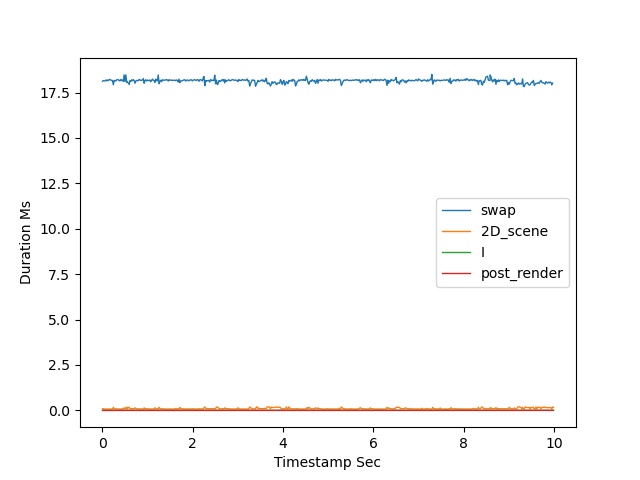 17.5
15.0
12.5
10.0
7.5
5.0
2.5
0.0
Duration Ms
swap
2D_scene
I
post_render
0 2 4 6 8 10
Timestamp Sec